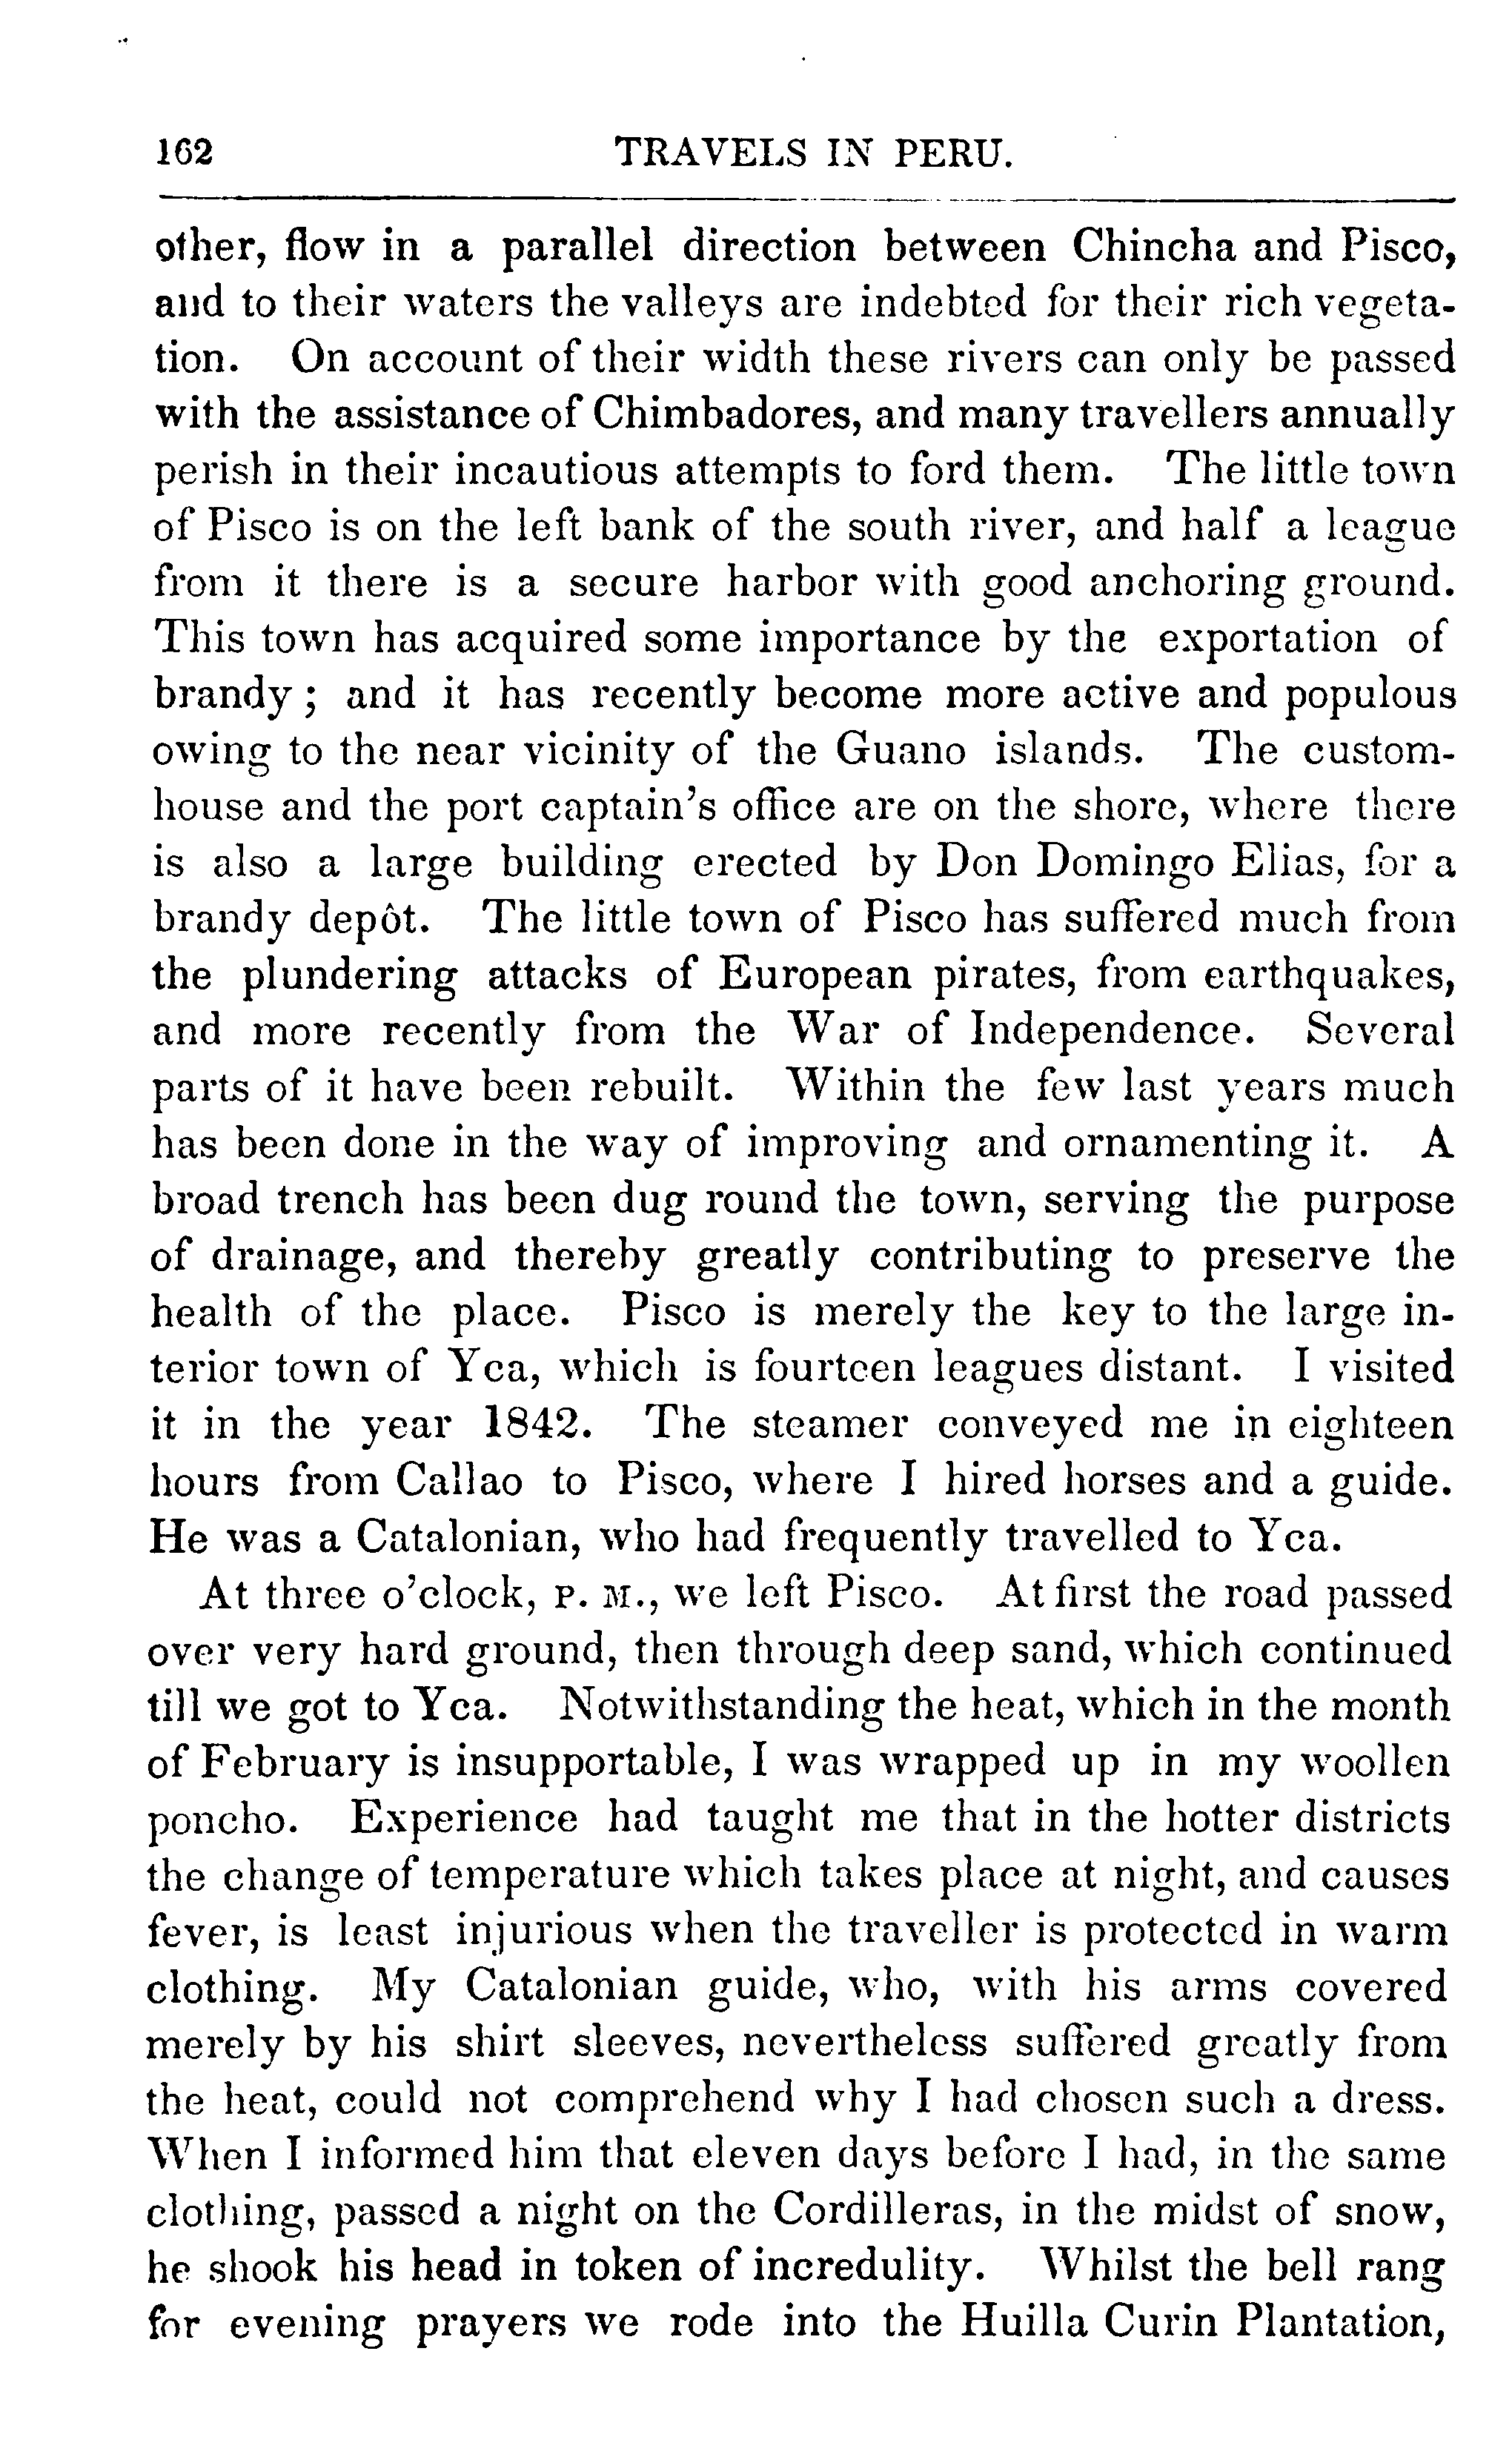 162 TRAVELS IN PERU.
other, flow in a parallel direction between Chincha and Pisco,
and to their waters the valleys are indebted for their rich vegeta-
tion. On account of their width these rivers can only be passed
with the assistance of Chimbadores, and many travellers annually
perish in their incautious attempts to ford them. The little town
of Pisco is on the left bank of the south river, and half a league
from it there is a secure harbor with good anchoring ground.
This town has acquired some importance by the exportation of
brandy; and it has recently become more active and populous
owing to the near vicinity of the Guano islands. The custom-
house and the port captain's office are on the shore, where there
is also a large building erected by Don Domingo Elias, for a
brandy depôt. The little town of Pisco has suffered much from
the plundering attacks of European pirates, from earthquakes,
and more recently from the War of Independence. Several
parts of it have been rebuilt. Within the few last years much
has been done in the way of improving and ornamenting it. A
broad trench has been dug round the town, serving the purpose
of drainage, and thereby greatly contributing to preserve the
health of the place. Pisco is merely the key to the large in-
terior town of Yca, which is fourteen leagues distant. I visited
it in the year 1842. The steamer conveyed me in eighteen
hours from Callao to Pisco, where I hired horses and a guide.
He was a Catalonian, who had frequently travelled to Yca.
At three o'clock, P. M., we left Pisco. At first the road passed
over very hard ground, then through deep sand, which continued
till we got to Yca. Notwithstanding the heat, which in the month
of February is insupportable, I was wrapped up in my woollen
poncho. Experience had taught me that in the hotter districts
the change of temperature which takes place at night, and causes
fever, is least injurious when the traveller is protected in warm
clothing. My Catalonian guide, who, with his arms covered
merely by his shirt sleeves, nevertheless suffered greatly from
the heat, could not comprehend why I had chosen such a dress.
When I informed him that eleven days before I had, in the same
clothing, passed a night on the Cordilleras, in the midst of snow,
he shook his head in token of incredulity. Whilst the bell rang
for evening prayers we rode into the Huilla Curin Plantation,